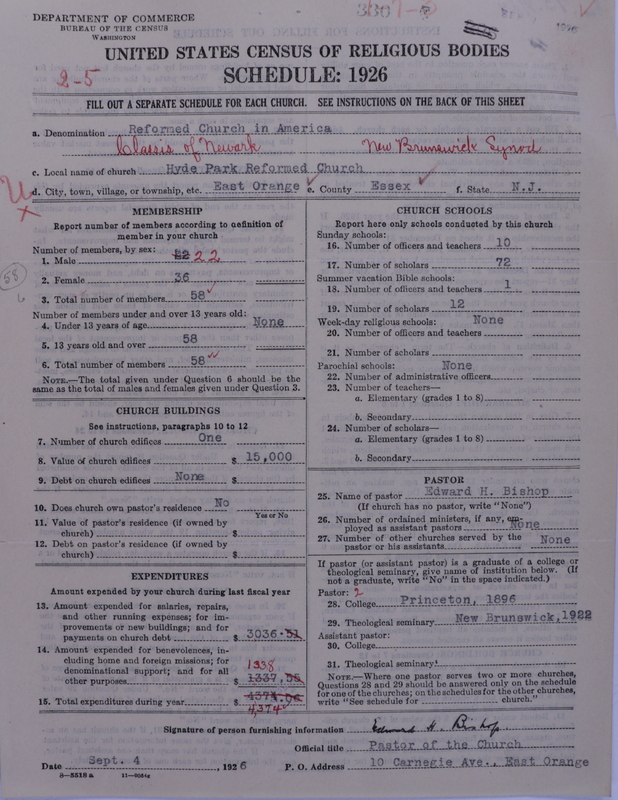 DEPARTMENT OF COMMERCE
BUREAU OF THE CENSUS
WASHINGTON
1926
UNITED STATES CENSUS OF RELIGIOUS BODIES
2-5
SCHEDULE: 1926
FILL OUT A SEPARATE SCHEDULE FOR EACH CHURCH. SEE INSTRUCTIONS ON THE BACK OF THIS SHEET
a. Denomination Reformed Church in America
Classis of Newark New Brunswick Synod
c. Local name of church Hyde Park Reformed Church
d. City, town, village, or township, etc. East Orange e. County Essex f. State N.J.
MEMBERSHIP
Report number of members according to definition of
member in your church
Number of members, by sex:
1. Male 22
2. Female 36
58
3. Total number of members 58
Number of members under and over 13 years old:
4. Under 13 years of age None
5. 13 years old and over 58
6. Total number of members 58
NOTE.—The total given under Question 6 should be the
same as the total of males and females given under Question 3.
CHURCH BUILDINGS
See instructions, paragraphs 10 to 12
7. Number of church edifices One
8. Value of church edifices $ 15,000
9. Debt on church edifices None $
10. Does church own pastor's residence No
Yes or No
11. Value of pastor's residence (if owned by
church) $
12. Debt on pastor's residence (if owned by
church) $
EXPENDITURES
Amount expended by your church during last fiscal year
13. Amount expended for salaries, repairs,
and other running expenses; for im-
provements or new buildings; and for
payments on church debt $ 3036.51
14. Amount expended for benevolences, in-
cluding home and foreign missions; for
denominational support; and for all
other purposes $ 1337,55
1338
15. Total expenditures during year $ 4374.06
4,374
CHURCH SCHOOLS
Report here only schools conducted by this church
Sunday schools:
16. Number of officers and teachers 10
17. Number of scholars 72
Summer vacation Bible schools:
18. Number of officers and teachers 1
19. Number of scholars 12
Week-day religious schools: None
20. Number of officers and teachers
21. Number of scholars
Parochial schools: None
22. Number of administrative officers
23. Number of teachers—
a. Elementary (grades 1 to 8)
b. Secondary
24. Number of scholars—
a. Elementary (grades 1 to 8)
b. Secondary
PASTOR
25. Name of pastor Edward H. Bishop
(If church has no pastor, write "None")
26. Number of ordained ministers, if any, em-
ployed as assistant pastors None
27. Number of other churches served by the
pastor or his assistants None
If pastor (or assistant pastor) is a graduate of a college or
theological seminary, give name of institution below. (If
not a graduate, write "No" in the space indicated.)
Pastor: 2
28. College Princeton, 1896
29. Theological seminary New Brunswick, 1922
Assistant pastor:
30. College
31. Theological seminary
NOTE.—Where one pastor serves two or more churches,
Questions 28 and 29 should be answered only on the schedule
for one of the churches; on the schedules for the other churches,
write "See schedule for church."
Signature of person furnishing information Edward H. Bishop
Official title Pastor of the Church
Date Sept. 4, 1926 P. O. Address 10 Carnegie Ave., East Orange
8—5518 a